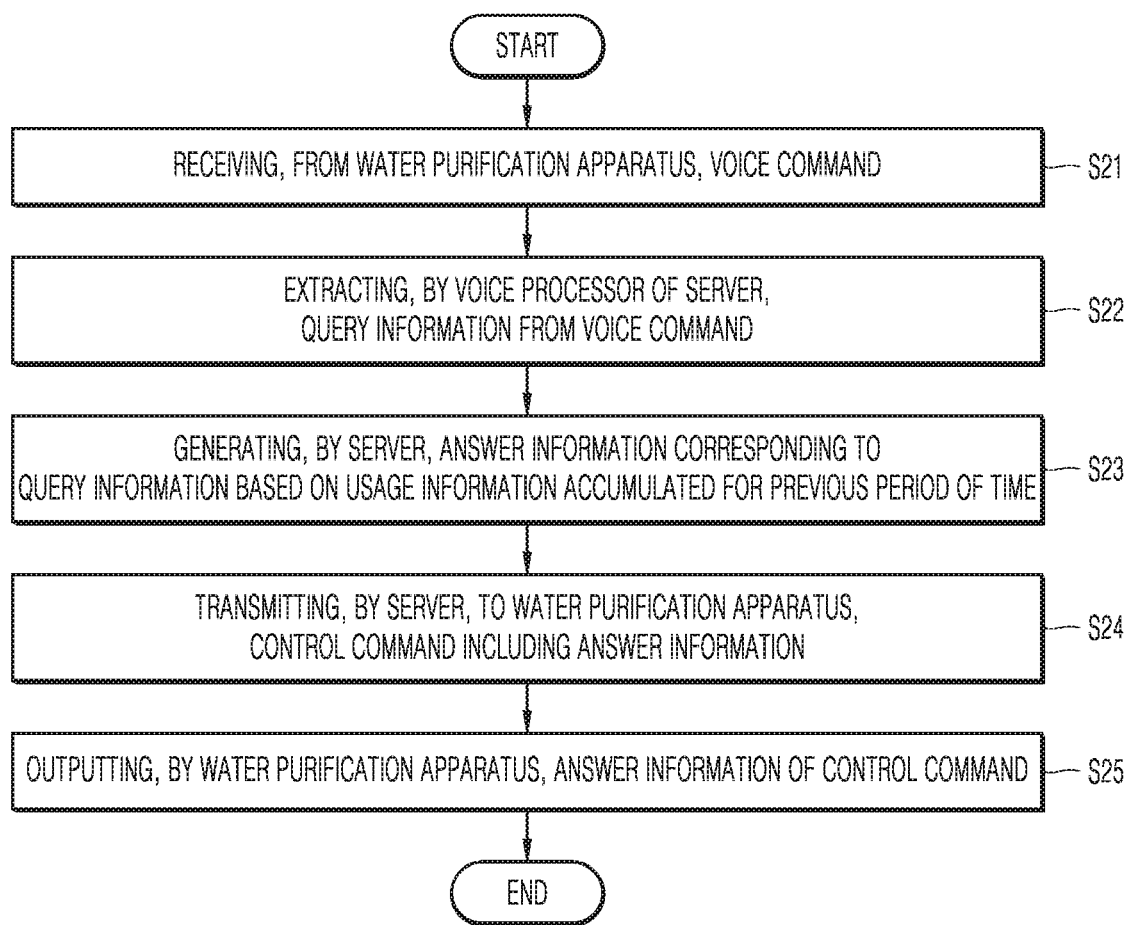 START
RECEIVING, FROM WATER PURIFICATION APPARATUS, VOICE COMMAND
S21
EXTRACTING, BY VOICE PROCESSOR OF SERVER,
QUERY INFORMATION FROM VOICE COMMAND
S22
GENERATING, BY SERVER, ANSWER INFORMATION CORRESPONDING TO
QUERY INFORMATION BASED ON USAGE INFORMATION ACCUMULATED FOR PREVIOUS PERIOD OF TIME
S23
TRANSMITTING, BY SERVER, TO WATER PURIFICATION APPARATUS,
CONTROL COMMAND INCLUDING ANSWER INFORMATION
S24
OUTPUTTING, BY WATER PURIFICATION APPARATUS, ANSWER INFORMATION OF CONTROL COMMAND
S25
END